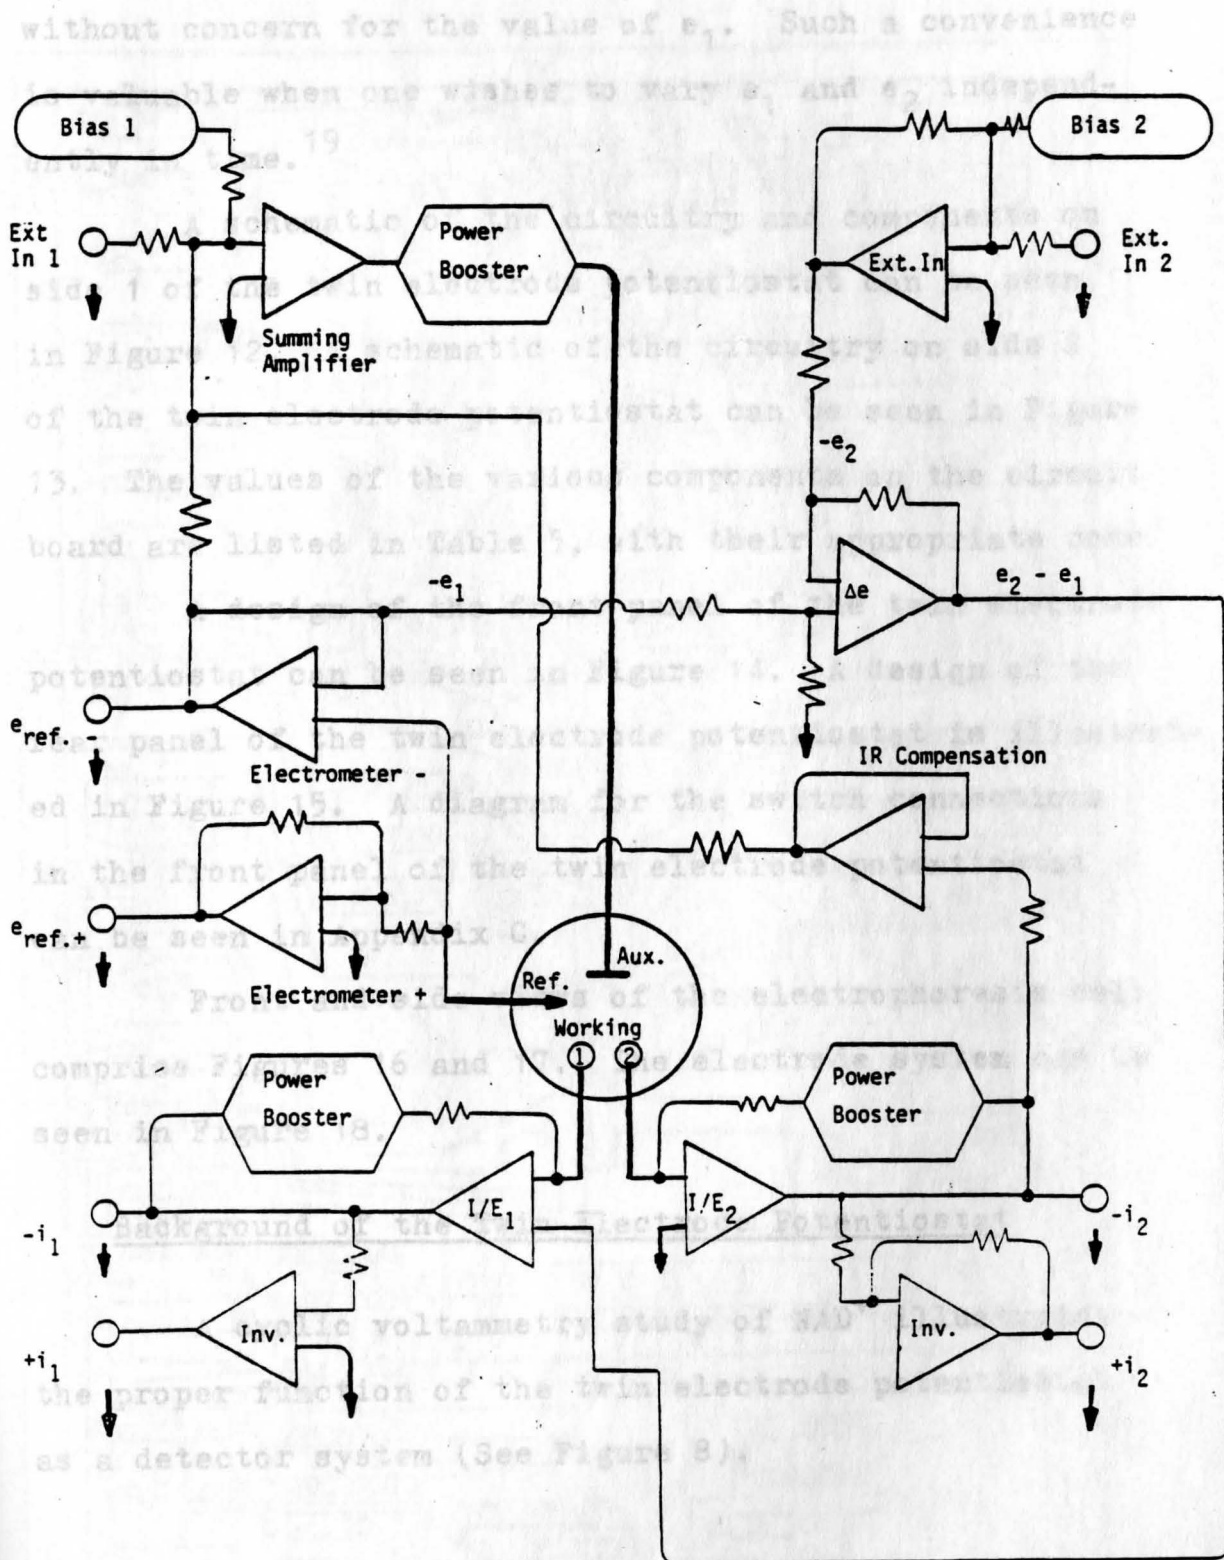 without concern for the value of e1. Such a convenience
is valuable when one wishes to vary e1 and e2 independ-
ently in time.19
A schematic of the circuitry and components on
side 1 of the twin electrode potentiostat can be seen
in Figure 12. schematic of the circuitry on side 2
of the twin electrode potentiostat can be seen in Figure
13. The values of the various components on the circuit
board are listed in Table 5, with their appropriate
design of the front panel of the twin electrode
potentiostat can be seen in Figure 14. A design of the
rear panel of the twin electrode potentiostat is illustrat-
ed in Figure 15. A diagram for the switch connections
in the front panel of the twin electrode potentiostat
can be seen in Appendix C.
Front and side views of the electrophoresis cell
comprise Figures 16 and 17. The electrode system can be
seen in Figure 18.
Background of the Twin Electrode Potentiostat
cyclic voltammetry study of NAD+
the proper function of the twin electrode potentiostat
as a detector system (See Figure 8).
Bias 1
Bias 2
Ext
In 1
Summing
Amplifier
Power
Booster
Ext. In
Ext.
In 2
-e2
-e1
Δe
e2 - e1
eref. -
Electrometer -
IR Compensation
eref.+
Electrometer +
Aux.
Ref.
Working
1
2
Power
Booster
Power
Booster
-i1
I/E1
I/E2
-i2
+i1
Inv.
Inv.
+i2